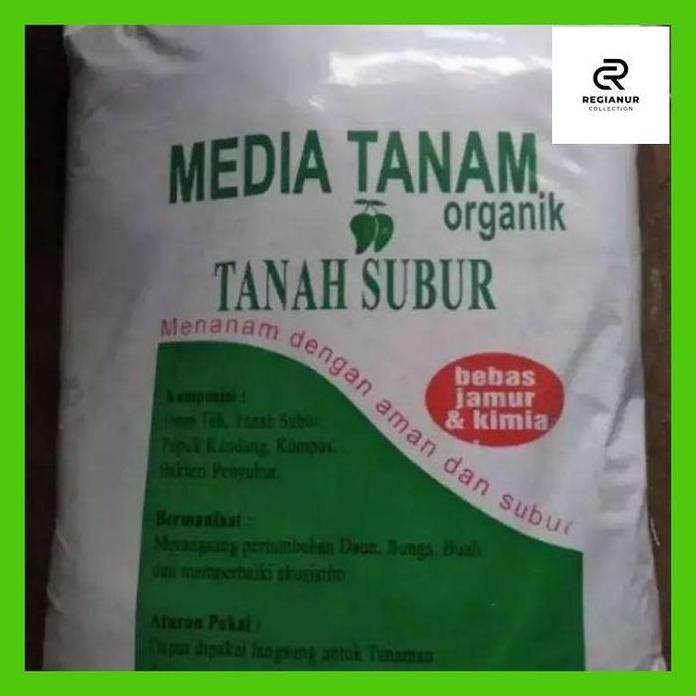 REGIANUR
COLLECTION
MEDIA TANAM
organik
TANAH SUBUR
Menanam dengan aman dan subur
bebas
jamur
& kimia
Komposisi :
Tanah Subur
Pupuk Kandang, Kompos,
Bakteri Penyubur.
Bermanfaat :
Merangsang pertumbuhan Daun, Bunga, Buah
dan memperbaiki ekosistim
Aturan Pakai :
Dapat dipakai langsung untuk Tanaman